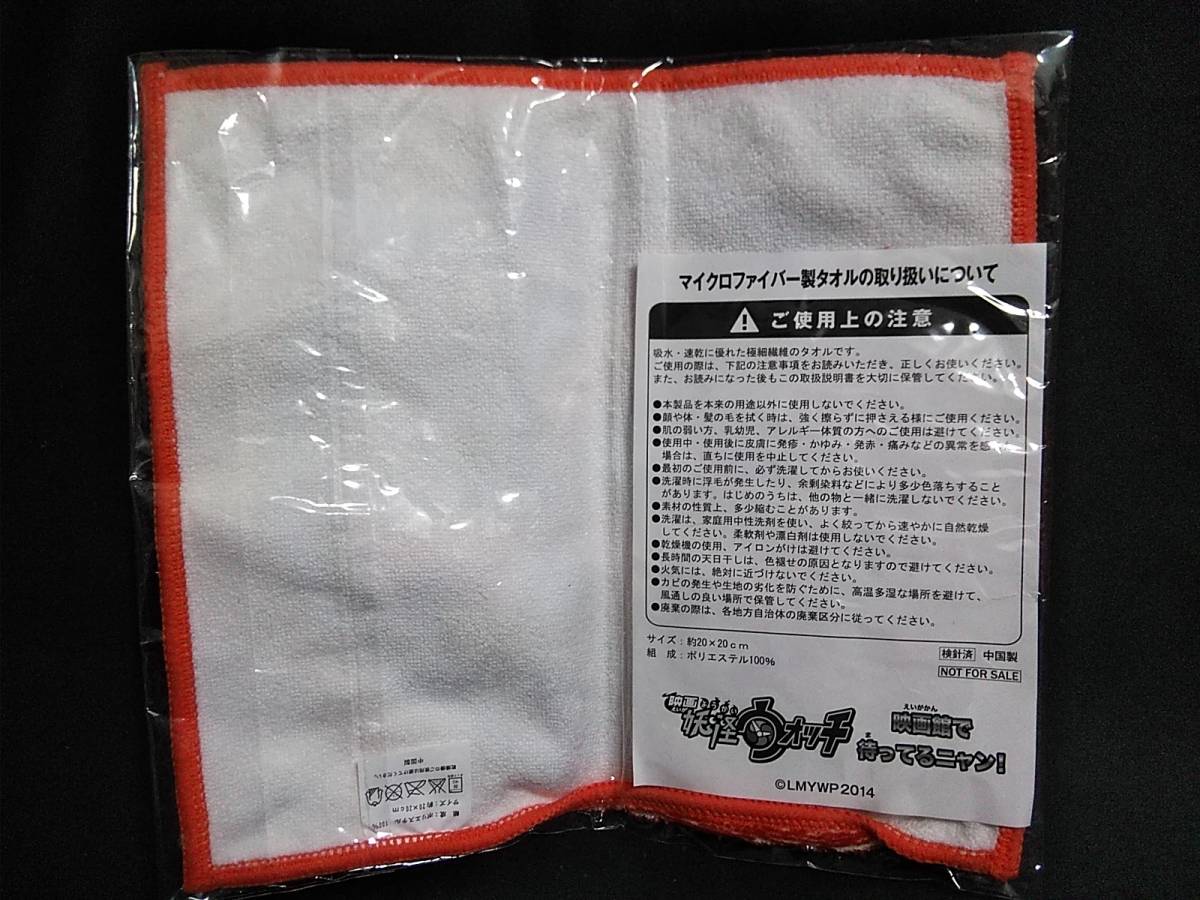 マイクロファイバー製タオルの取り扱いについて
ご使用上の注意
吸水・速乾に優れた極細繊維のタオルです。
ご使用の際は、下記の注意事項をお読みいただき、正しくお使いください。
また、お読みになった後もこの取扱説明書を大切に保管してください。
●本製品を本来の用途以外に使用しないでください。
●顔や体・髪の毛を拭く時は、強く擦らずに押さえる様にご使用ください。
●肌の弱い方、乳幼児、アレルギー体質の方へのご使用は避けてください。
●使用中・使用後に皮膚に発疹・かゆみ・発赤・痛みなどの異常を感
場合は、直ちに使用を中止してください。
●最初のご使用前に、必ず洗濯してからお使いください。
●洗濯時に浮毛が発生したり、余剰染料などにより多少色落ちすること
があります。はじめのうちは、他の物と一緒に洗濯しないでください。
●素材の性質上、多少縮むことがあります。
●洗濯は、家庭用中性洗剤を使い、よく絞ってから速やかに自然乾燥
してください。柔軟剤や漂白剤は使用しないでください。
●乾燥機の使用、アイロンがけは避けてください。
●長時間の天日干しは、色褪せの原因となりますので避けてください。
●火気には、絶対に近づけないでください。
●カビの発生や生地の劣化を防ぐために、高温多湿な場所を避けて、
風通しの良い場所で保管してください。
●廃棄の際は、各地方自治体の廃棄区分に従ってください。
サイズ：約20×20cm
組　成：ポリエステル100%
検針済 中国製
NOT FOR SALE
映画 えいが ようかい
妖怪ウォッチ
えいがかん
映画館で
ま
待ってるニャン!
©LMYWP2014
組　成：ポリエステル 100%
サイズ：約20×20cm
中国製